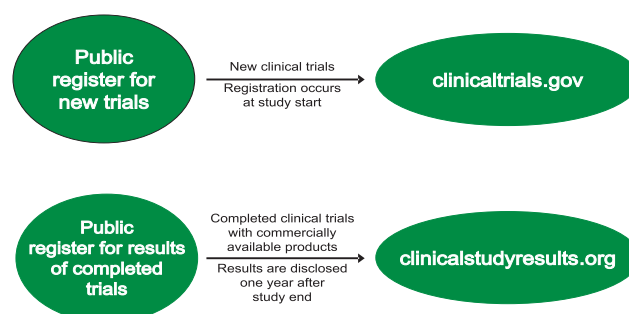 Public
register for
new trials
New clinical trials
Registration occurs
at study start
clinicaltrials.gov
Public
register for results
of completed
trials
Completed clinical trials
with commercially
available products
Results are disclosed
one year after
study end
clinicalstudyresults.org